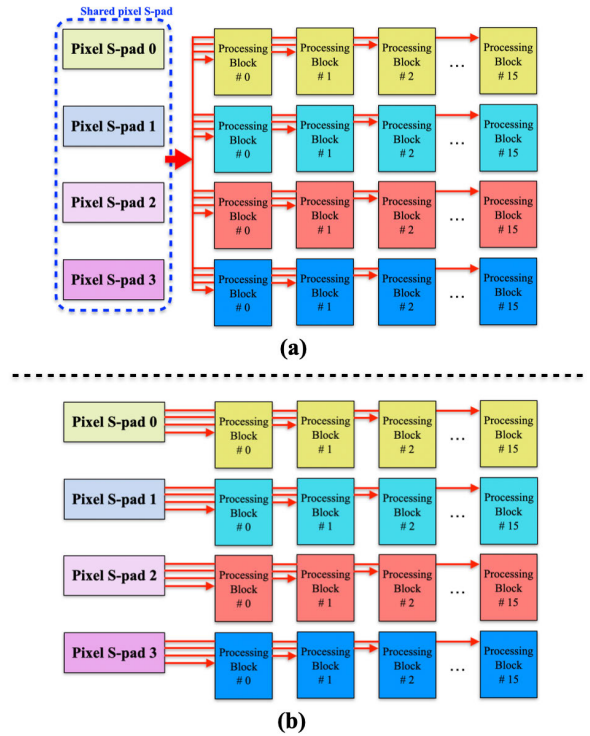 Shared pixel S-pad
Pixel S-pad 0
Processing
Block
# 0
Processing
Block
# 1
Processing
Block
# 2
...
Processing
Block
# 15
Pixel S-pad 1
Processing
Block
# 0
Processing
Block
# 1
Processing
Block
# 2
...
Processing
Block
# 15
Pixel S-pad 2
Processing
Block
# 0
Processing
Block
# 1
Processing
Block
# 2
...
Processing
Block
# 15
Pixel S-pad 3
Processing
Block
# 0
Processing
Block
# 1
Processing
Block
# 2
...
Processing
Block
# 15
(a)
Pixel S-pad 0
Processing
Block
# 0
Processing
Block
# 1
Processing
Block
# 2
...
Processing
Block
# 15
Pixel S-pad 1
Processing
Block
# 0
Processing
Block
# 1
Processing
Block
# 2
...
Processing
Block
# 15
Pixel S-pad 2
Processing
Block
# 0
Processing
Block
# 1
Processing
Block
# 2
...
Processing
Block
# 15
Pixel S-pad 3
Processing
Block
# 0
Processing
Block
# 1
Processing
Block
# 2
...
Processing
Block
# 15
(b)